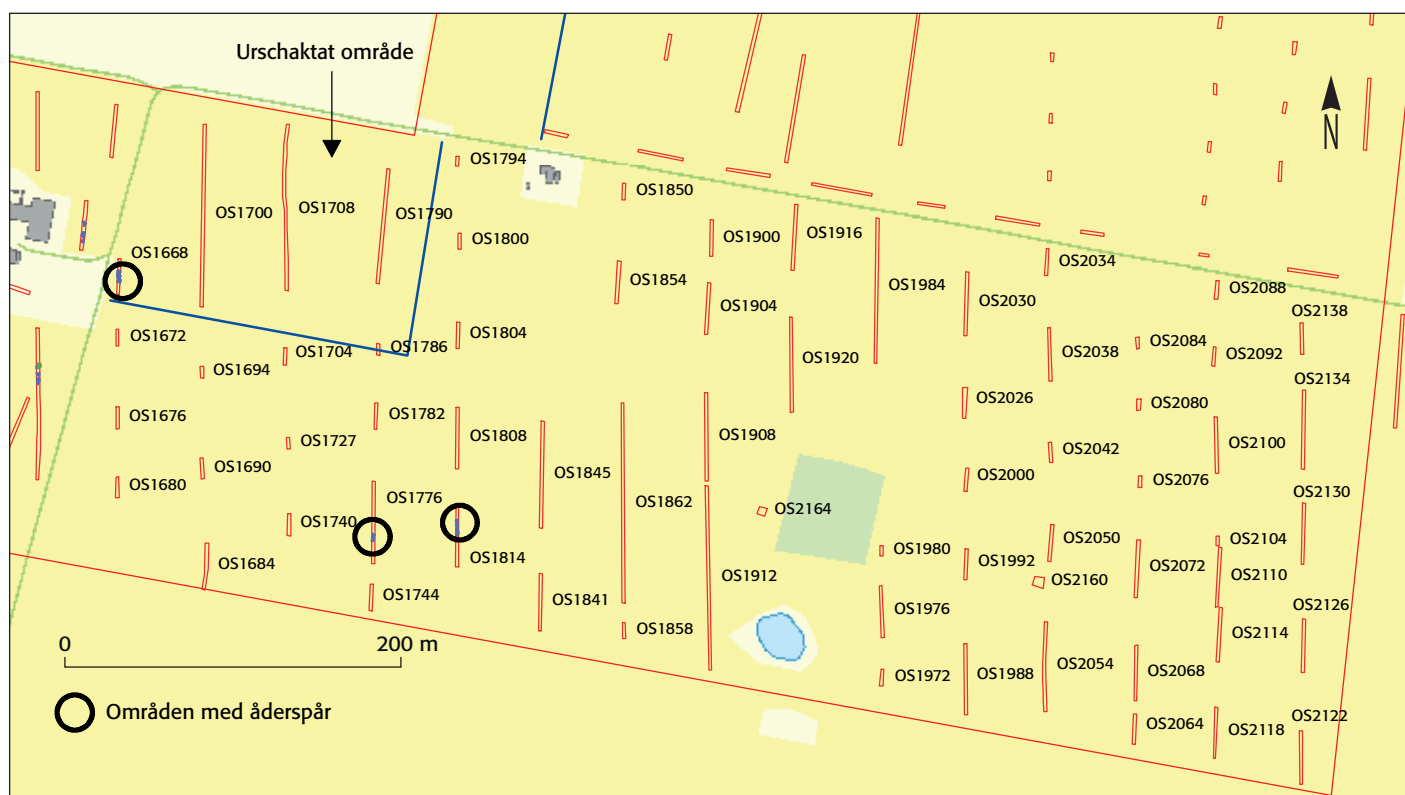 Urschaktat område
N
OS1794
OS1850
OS1700
OS1708
OS1790
OS1800
OS1900
OS1916
OS1668
OS2034
OS1854
OS1984
OS2088
OS2030
OS1904
OS2138
OS1672
OS1804
OS1704
OS1786
OS2084
OS2038
OS2092
OS1920
OS1694
OS2134
OS2026
OS2080
OS1676
OS1782
OS1808
OS1908
OS1727
OS2100
OS2042
OS1690
OS1845
OS2000
OS2076
OS1680
OS2130
OS1776
OS1862
OS2164
OS1740
OS2050
OS2104
OS1980
OS1814
OS1684
OS1992
OS2072
OS1912
OS2110
OS2160
OS1744
OS1976
OS2126
OS1841
OS1858
OS2114
0
200 m
OS2054
OS2068
OS1972
OS1988
Områden med åderspår
OS2122
OS2064
OS2118